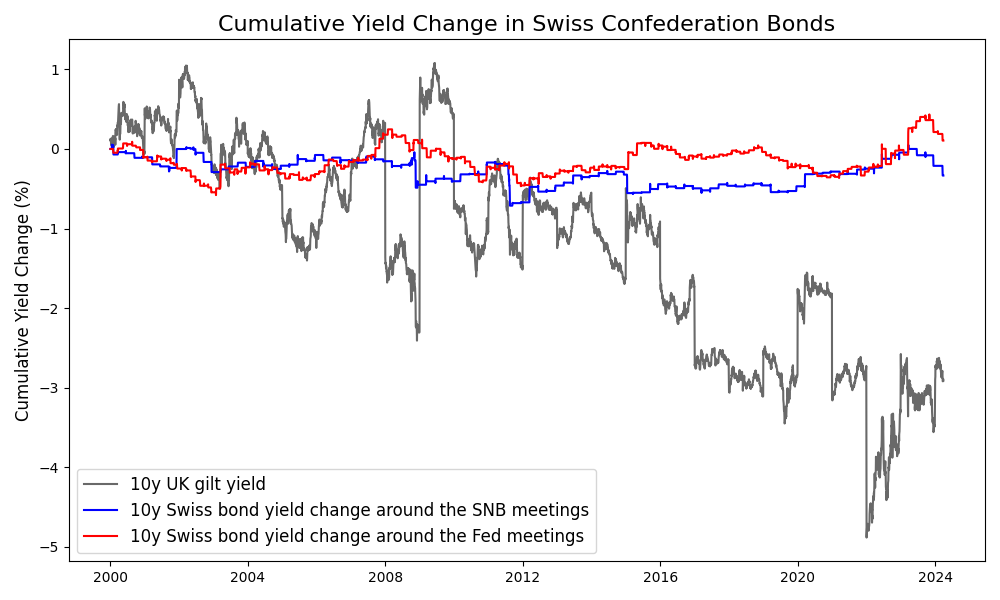 Cumulative Yield Change in Swiss Confederation Bonds
Cumulative Yield Change (%)
1
0
−1
−2
−3
−4
−5
10y UK gilt yield
10y Swiss bond yield change around the SNB meetings
10y Swiss bond yield change around the Fed meetings
2000 2004 2008 2012 2016 2020 2024